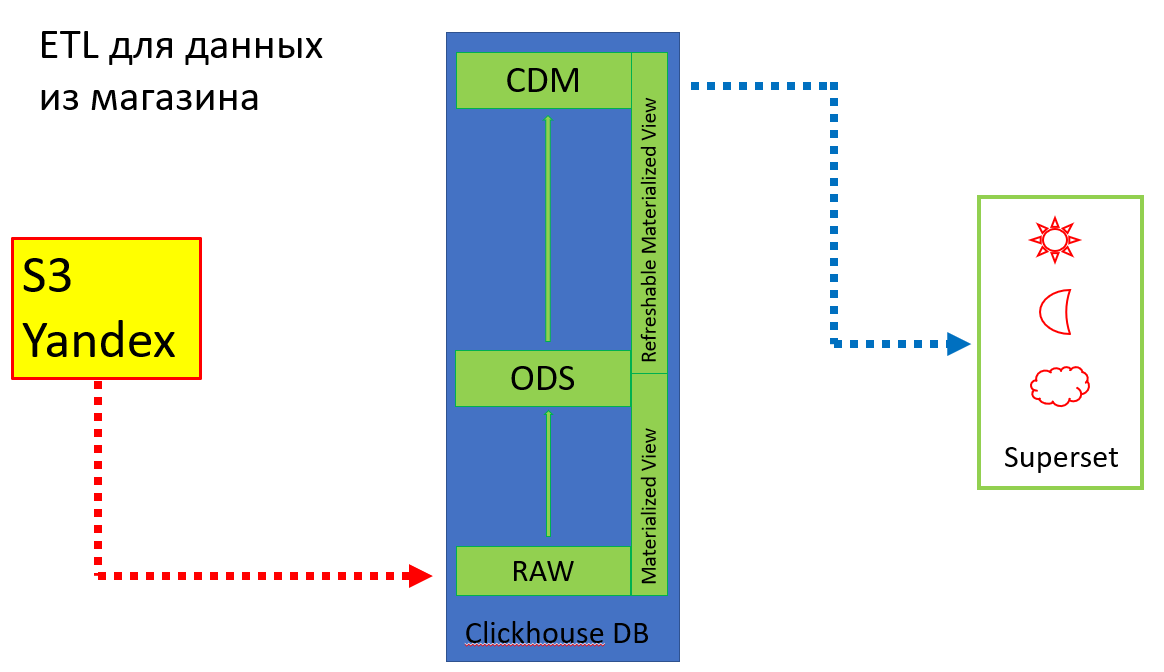 ETL для данных
из магазина
S3
Yandex
CDM
Refreshable Materialized View
ODS
Materialized View
RAW
Clickhouse DB
Superset